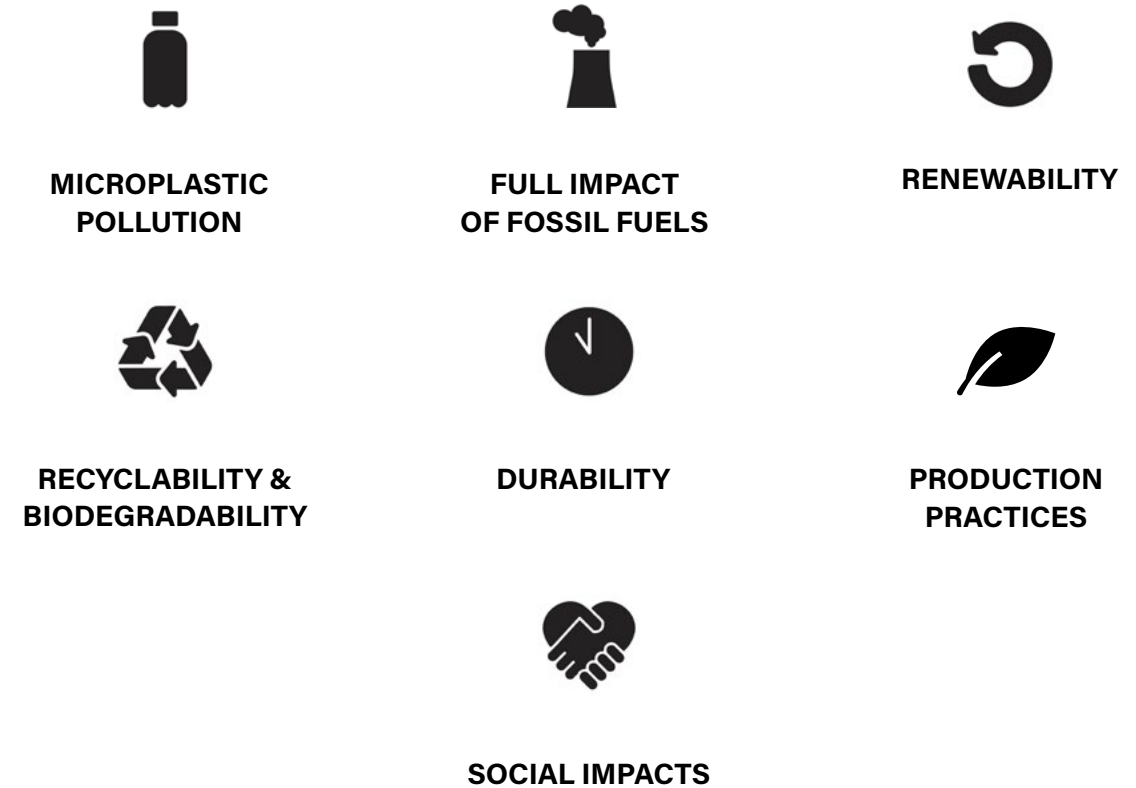 MICROPLASTIC
POLLUTION
FULL IMPACT
OF FOSSIL FUELS
RENEWABILITY
RECYCLABILITY &
BIODEGRADABILITY
DURABILITY
PRODUCTION
PRACTICES
SOCIAL IMPACTS